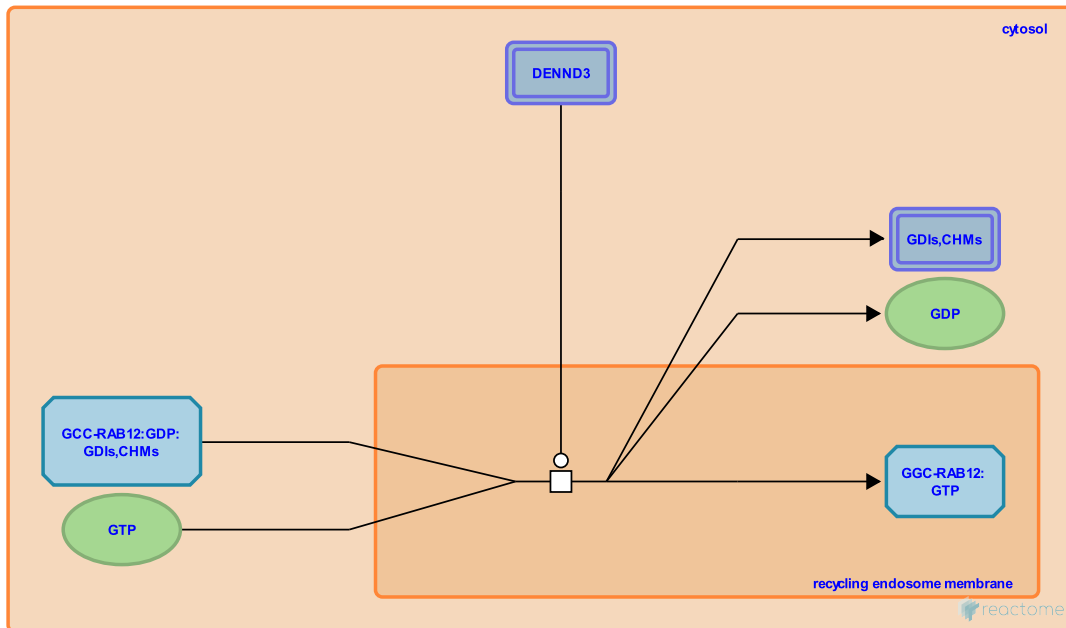 cytosol
DENND3
GDIs,CHMs
GDP
GCC-RAB12:GDP:
GDIs,CHMs
GTP
GGC-RAB12:
GTP
recycling endosome membrane
reactome